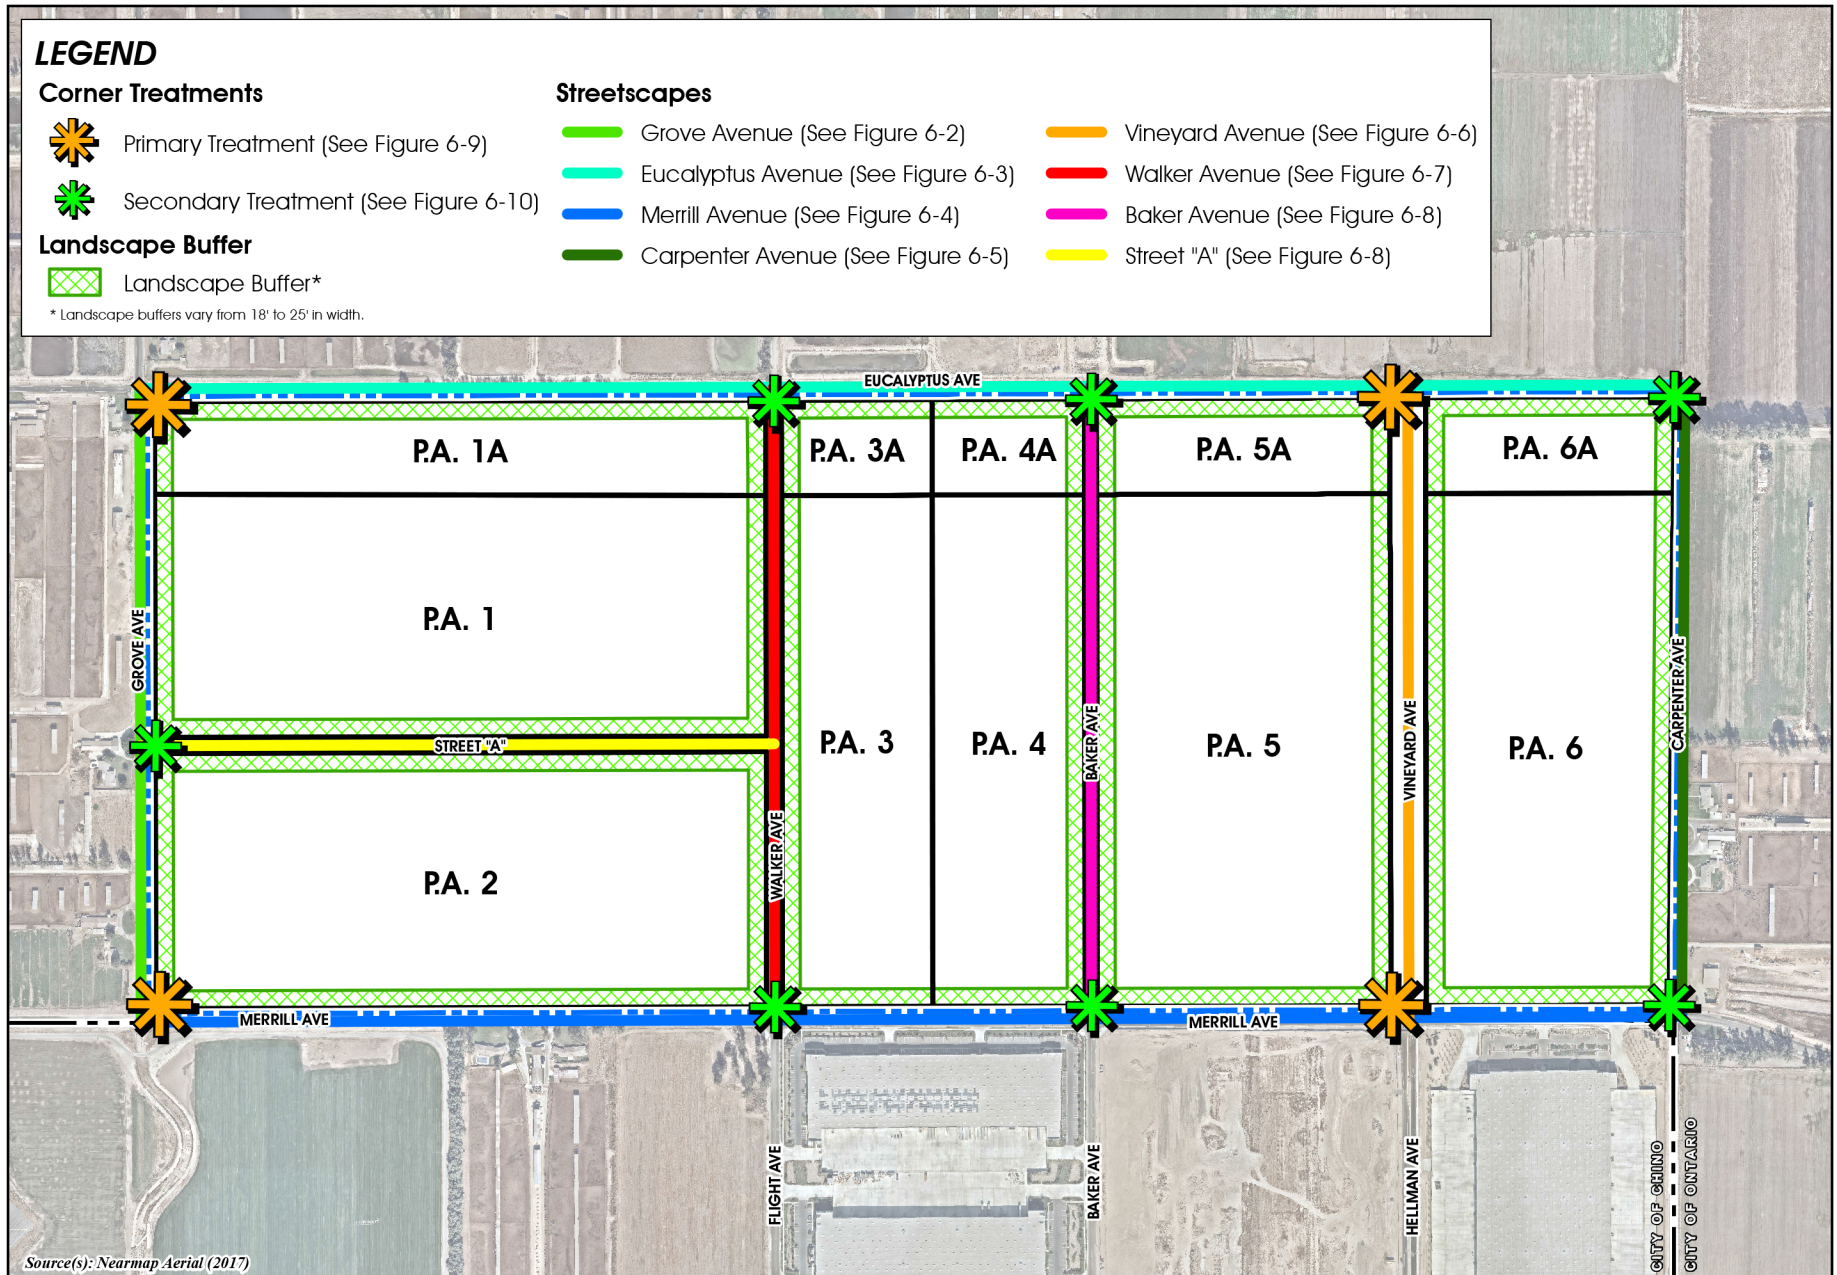 LEGEND
Corner Treatments
Primary Treatment (See Figure 6-9)
Secondary Treatment (See Figure 6-10)
Landscape Buffer
Landscape Buffer*
* Landscape buffers vary from 18' to 25' in width.
Streetscapes
Grove Avenue (See Figure 6-2)
Eucalyptus Avenue (See Figure 6-3)
Merrill Avenue (See Figure 6-4)
Carpenter Avenue (See Figure 6-5)
Vineyard Avenue (See Figure 6-6)
Walker Avenue (See Figure 6-7)
Baker Avenue (See Figure 6-8)
Street "A" (See Figure 6-8)
EUCALYPTUS AVE
P.A. 1A
P.A. 3A
P.A. 4A
P.A. 5A
P.A. 6A
P.A. 1
GROVE AVE
STREET "A"
P.A. 2
WALKER AVE
P.A. 3
P.A. 4
BAKER AVE
P.A. 5
VINEYARD AVE
P.A. 6
CARPENTER AVE
MERRILL AVE
MERRILL AVE
FLIGHT AVE
BAKER AVE
HELLMAN AVE
CITY OF CHINO
CITY OF ONTARIO
Source(s): Nearmap Aerial (2017)